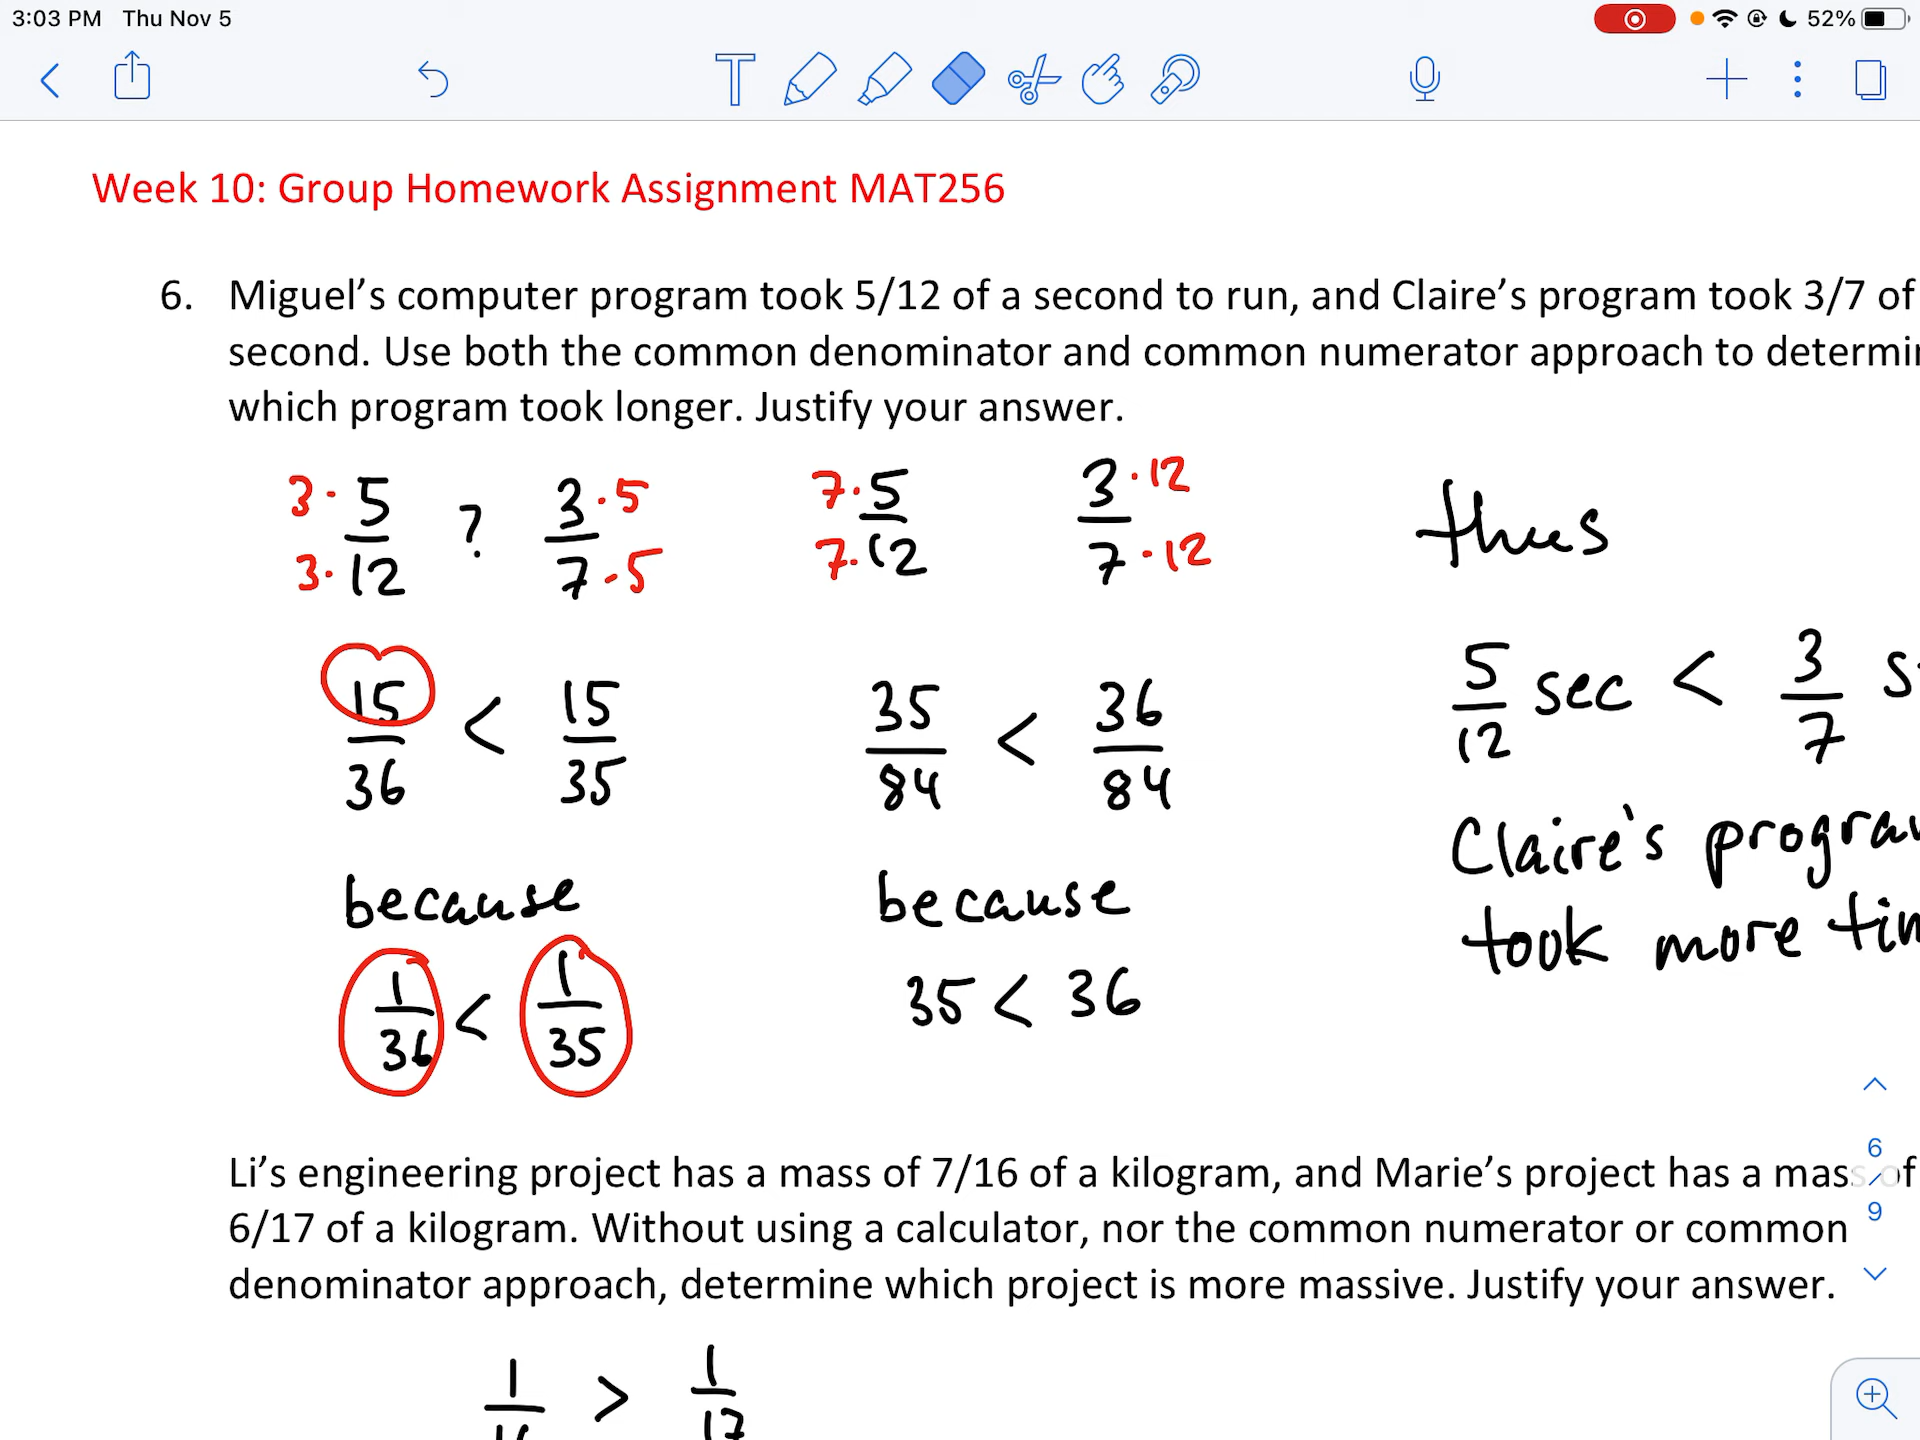 3:03 PM Thu Nov 5
52%
T
Week 10: Group Homework Assignment MAT256
6. Miguel’s computer program took 5/12 of a second to run, and Claire’s program took 3/7 of
second. Use both the common denominator and common numerator approach to determi
which program took longer. Justify your answer.
3·5/3·12 ? 3·5/7·5
15/36 < 15/35
because
1/36 < 1/35
7·5/7·12 3·12/7·12
35/84 < 36/84
because
35 < 36
thus
5/12 sec < 3/7 s
Claire's program
took more tim
Li’s engineering project has a mass of 7/16 of a kilogram, and Marie’s project has a mass of
6/17 of a kilogram. Without using a calculator, nor the common numerator or common
denominator approach, determine which project is more massive. Justify your answer.
6/9
1/16 > 1/17